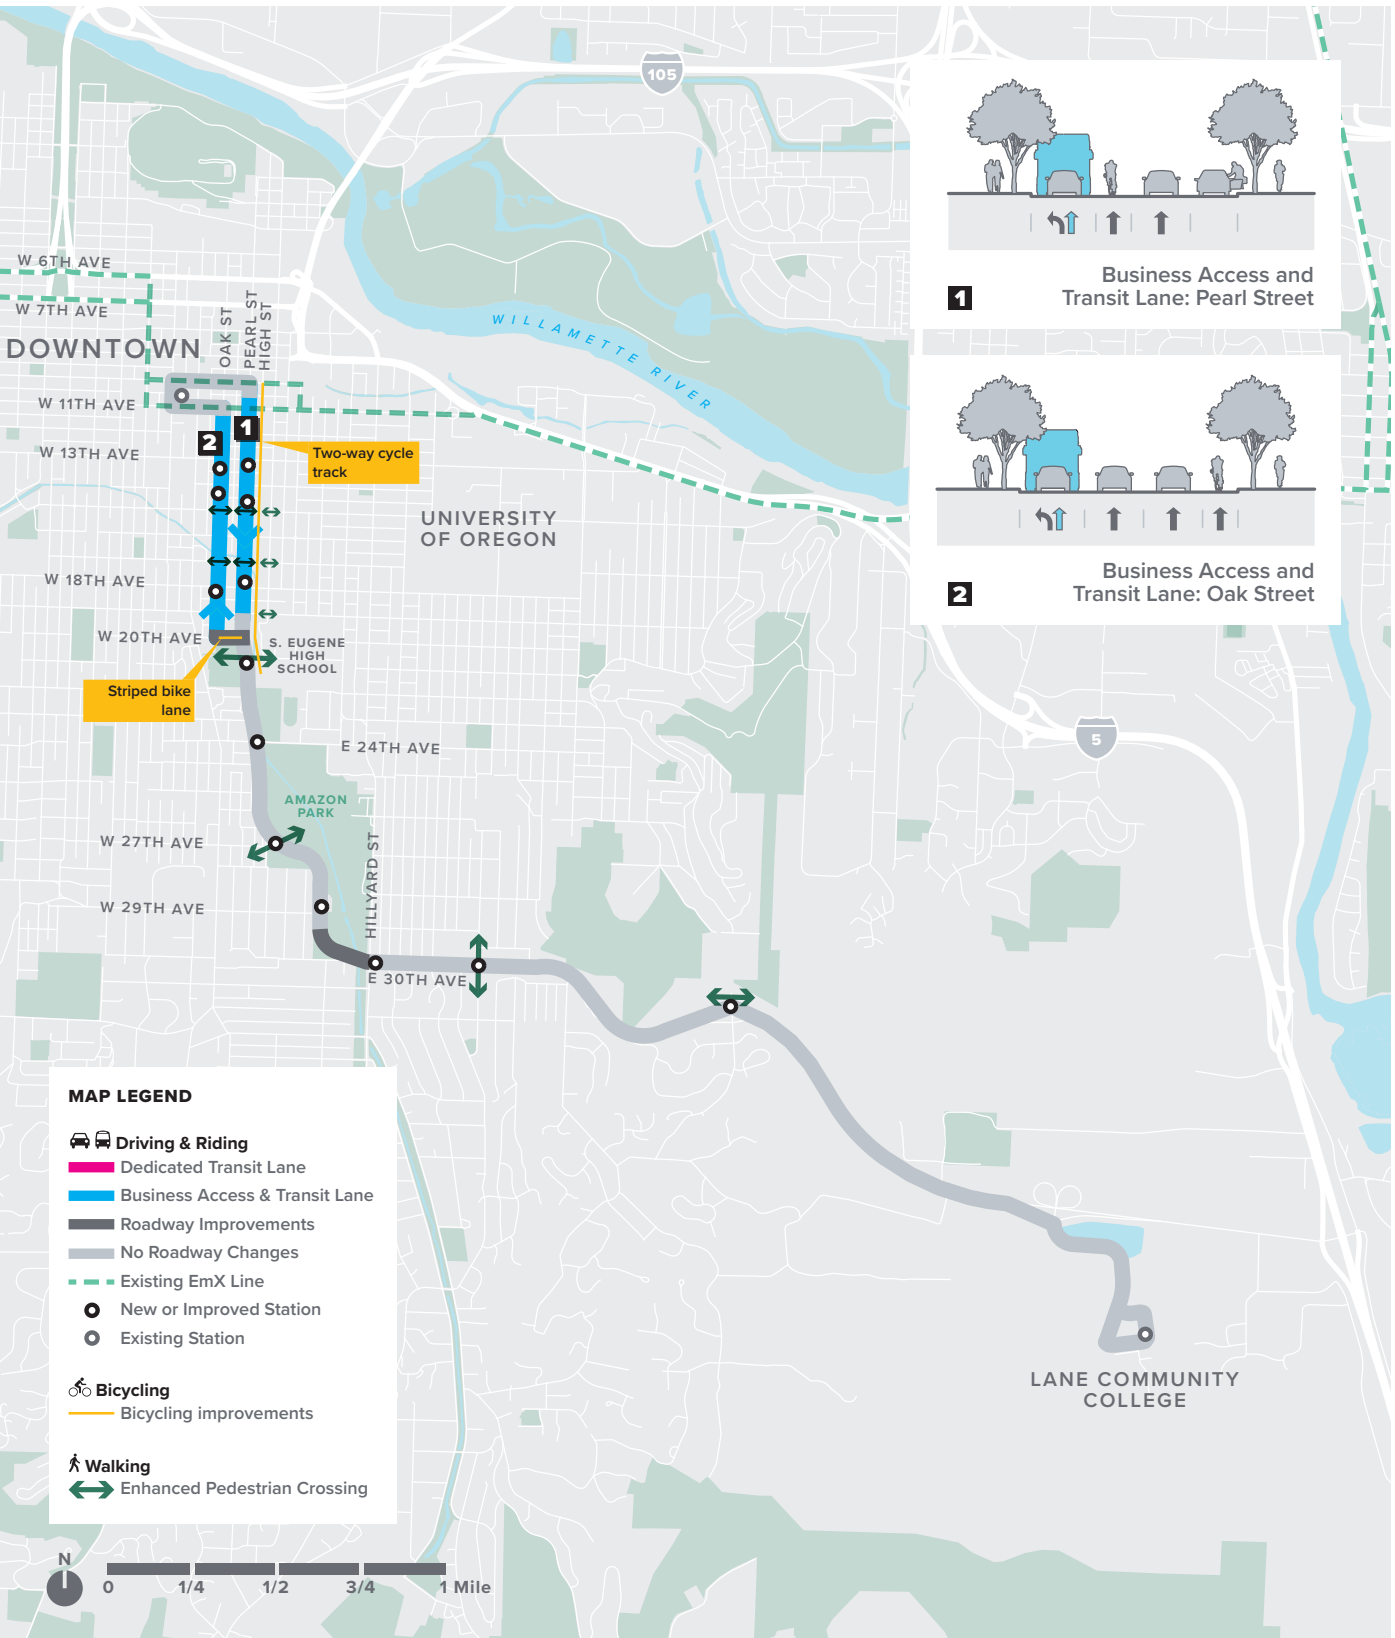 105
1
Business Access and
Transit Lane: Pearl Street
2
Business Access and
Transit Lane: Oak Street
W 6TH AVE
W 7TH AVE
DOWNTOWN
OAK ST
PEARL ST
HIGH ST
WILLAMETTE RIVER
W 11TH AVE
2
1
W 13TH AVE
Two-way cycle
track
UNIVERSITY
OF OREGON
W 18TH AVE
W 20TH AVE
S. EUGENE
HIGH
SCHOOL
Striped bike
lane
5
E 24TH AVE
AMAZON
PARK
W 27TH AVE
HILLYARD ST
W 29TH AVE
E 30TH AVE
LANE COMMUNITY
COLLEGE
MAP LEGEND
Driving & Riding
Dedicated Transit Lane
Business Access & Transit Lane
Roadway Improvements
No Roadway Changes
Existing EmX Line
New or Improved Station
Existing Station
Bicycling
Bicycling improvements
Walking
Enhanced Pedestrian Crossing
N
0 1/4 1/2 3/4 1 Mile